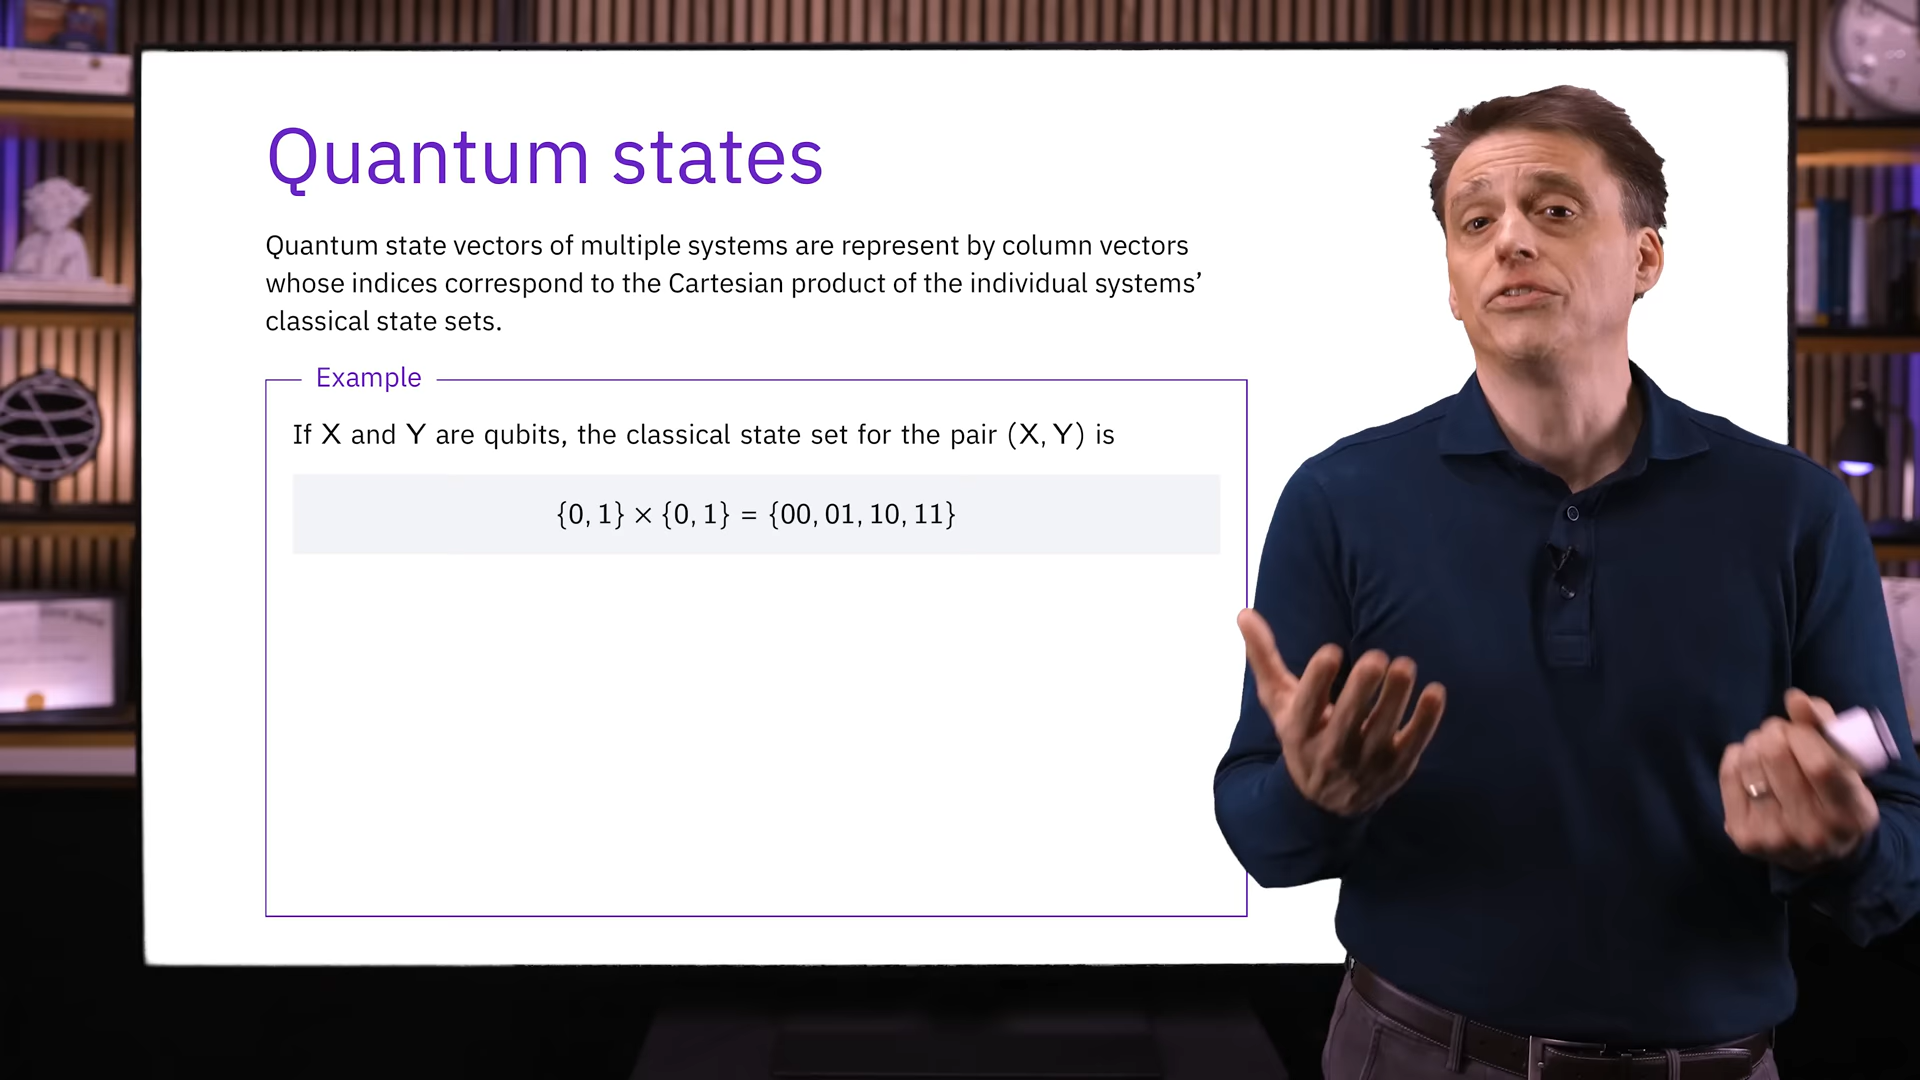 Quantum states
Quantum state vectors of multiple systems are represent by column vectors
whose indices correspond to the Cartesian product of the individual systems’
classical state sets.
Example
If X and Y are qubits, the classical state set for the pair (X, Y) is
{0, 1} × {0, 1} = {00, 01, 10, 11}